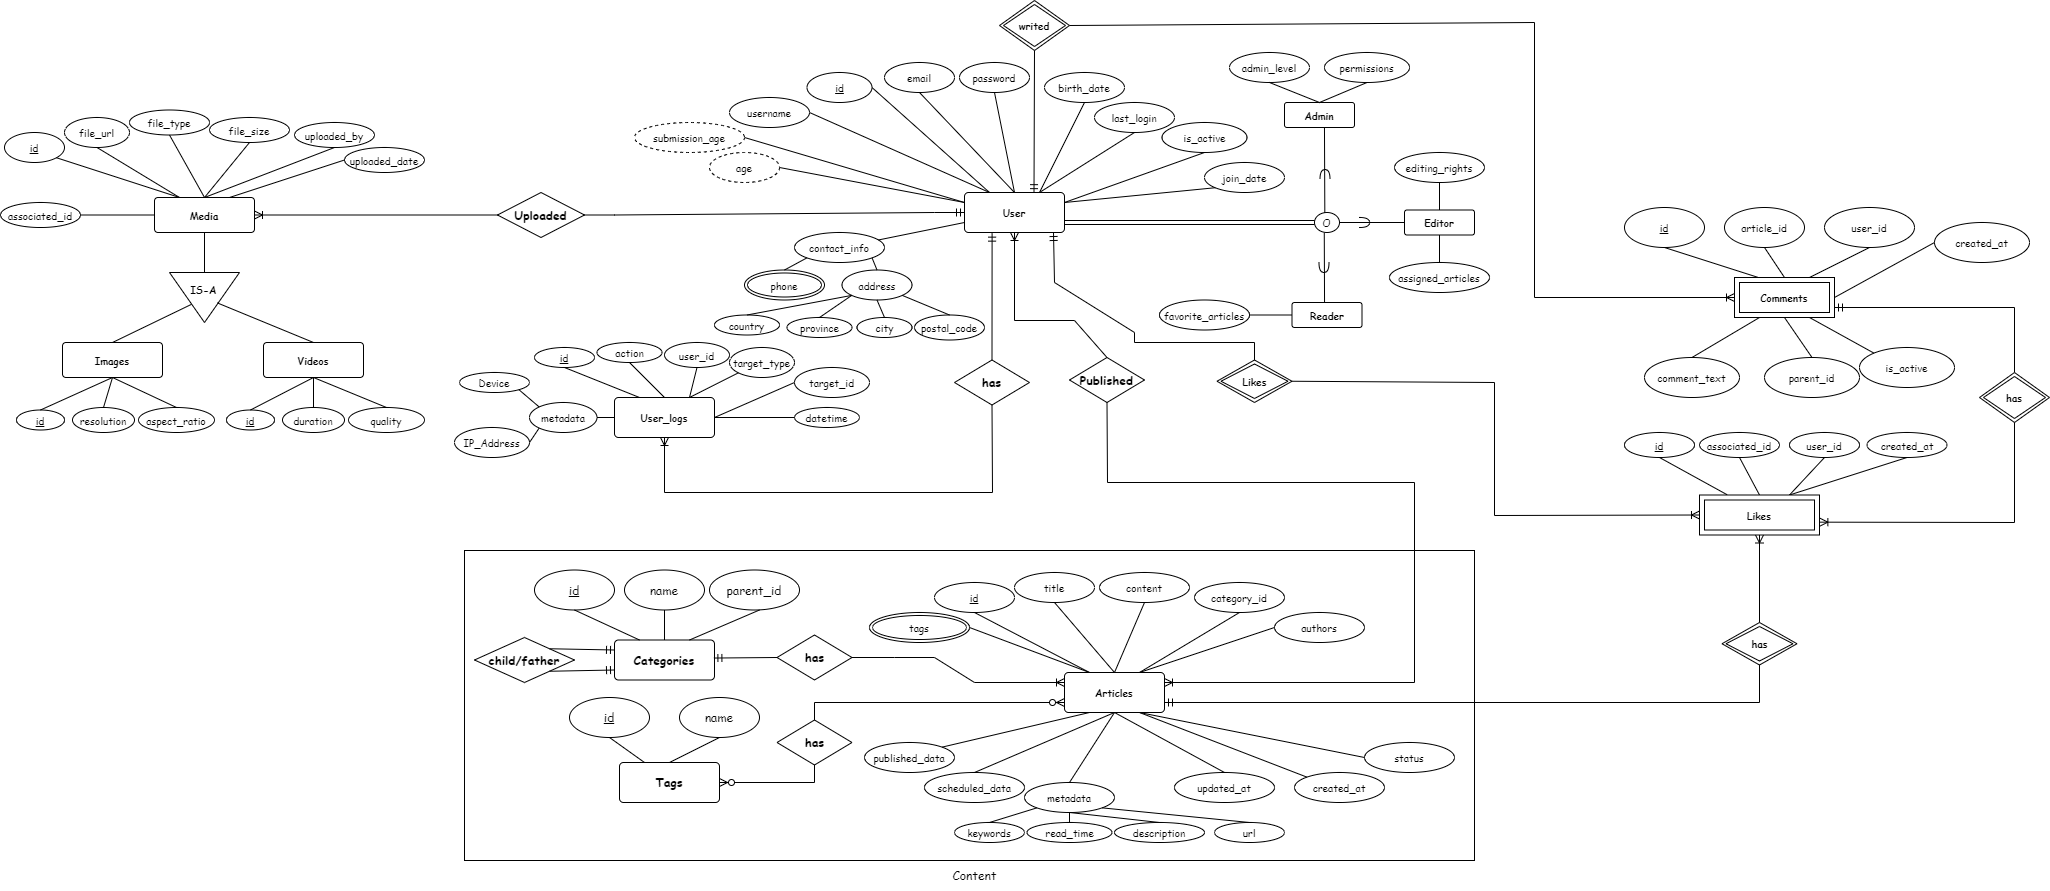 writed
admin_level
permissions
id
email
password
birth_date
username
last_login
Admin
file_type
file_size
file_url
uploaded_by
id
uploaded_date
submission_age
is_active
age
join_date
editing_rights
associated_id
Media
Uploaded
User
O
Editor
id
article_id
user_id
created_at
contact_info
assigned_articles
phone
address
IS-A
Comments
country
province
city
postal_code
favorite_articles
Reader
Images
Videos
id
action
user_id
target_type
Device
target_id
has
Published
Likes
comment_text
parent_id
is_active
has
id
resolution
aspect_ratio
id
duration
quality
metadata
User_logs
datetime
IP_Address
id
associated_id
user_id
created_at
Likes
id
name
parent_id
id
title
content
category_id
tags
authors
child/father
Categories
has
has
Articles
id
name
has
Tags
published_data
scheduled_data
metadata
updated_at
created_at
status
keywords
read_time
description
url
Content